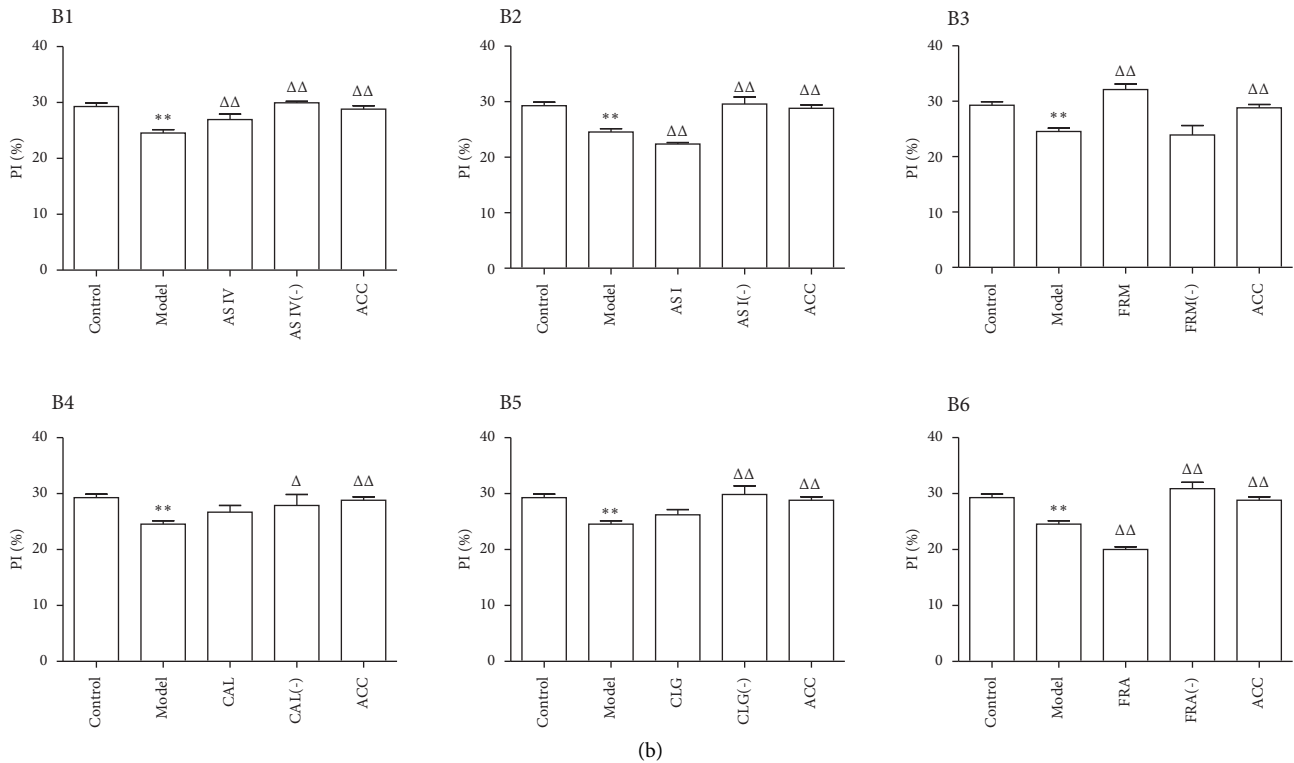 B1
40
30
20
10
0
PI (%)
**
ΔΔ
ΔΔ
ΔΔ
Control
Model
AS IV
AS IV(-)
ACC
B2
40
30
20
10
0
PI (%)
**
ΔΔ
ΔΔ
ΔΔ
Control
Model
AS I
AS I(-)
ACC
B3
40
30
20
10
0
PI (%)
**
ΔΔ
ΔΔ
Control
Model
FRM
FRM(-)
ACC
B4
40
30
20
10
0
PI (%)
**
Δ
ΔΔ
Control
Model
CAL
CAL(-)
ACC
B5
40
30
20
10
0
PI (%)
**
ΔΔ
ΔΔ
Control
Model
CLG
CLG(-)
ACC
B6
40
30
20
10
0
PI (%)
**
ΔΔ
ΔΔ
ΔΔ
Control
Model
FRA
FRA(-)
ACC
(b)